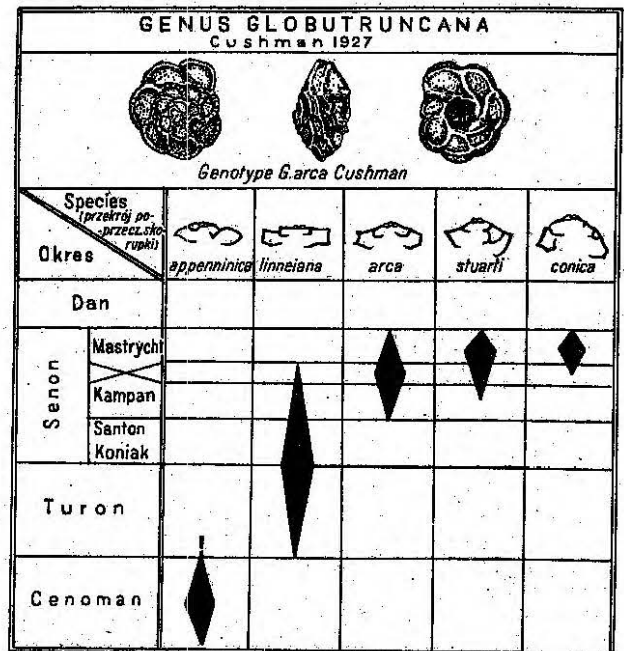 GENUS GLOBUTRUNCANA
Cushman 1927
Genotype G.arca Cushman
Species
(przekrój po-
-przecz.sko-
rupki)
Okres
appenninica linneiana arca stuarti conica
Dan
Senon
Mastrycht
Kampan
Santon
Koniak
Turon
Cenoman